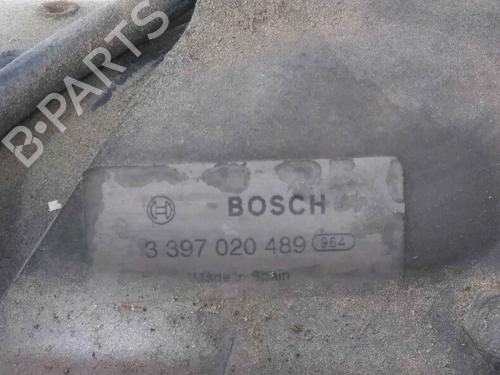 B-PARTS
BOSCH
3 397 020 489 964
Made in Spain